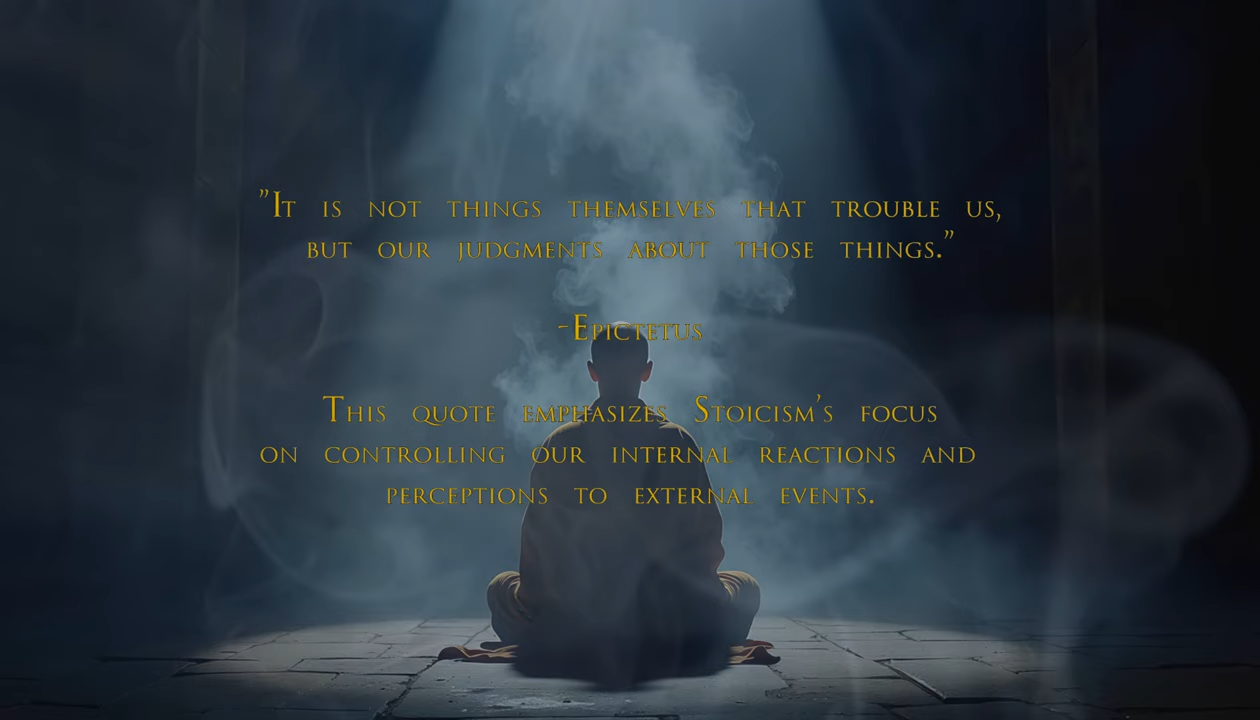 "It is not things themselves that trouble us,
but our judgments about those things."
-Epictetus
This quote emphasizes Stoicism's focus
on controlling our internal reactions and
perceptions to external events.